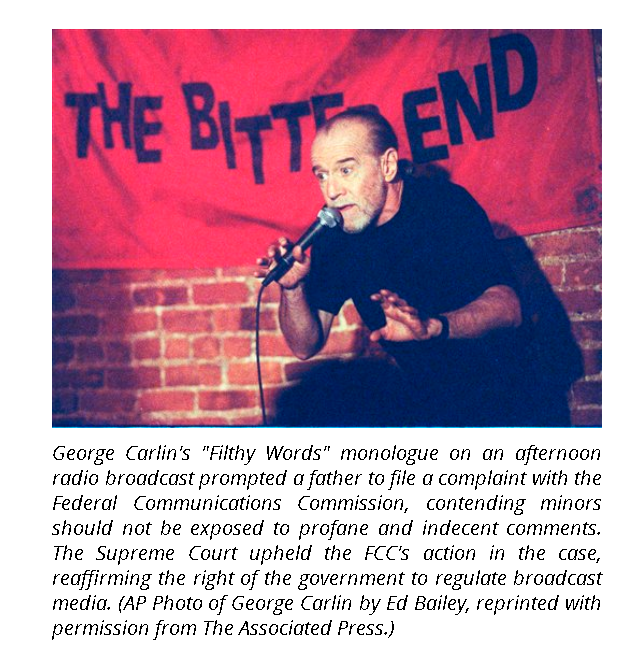 THE BITTER END
George Carlin's "Filthy Words" monologue on an afternoon
radio broadcast prompted a father to file a complaint with the
Federal Communications Commission, contending minors
should not be exposed to profane and indecent comments.
The Supreme Court upheld the FCC's action in the case,
reaffirming the right of the government to regulate broadcast
media. (AP Photo of George Carlin by Ed Bailey, reprinted with
permission from The Associated Press.)